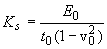 K_s = E_0 / t_0(1 – v_0^2)